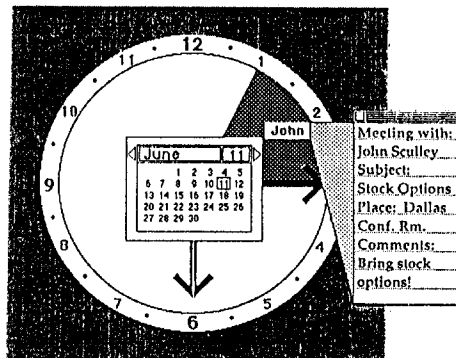 12
11
1
10
2
John
9
June 11
1 2 3 4 5
6 7 8 9 10 11 12
13 14 15 16 17 18 19
20 21 22 23 24 25 26
27 28 29 30
8
4
7
5
6
Meeting with:
John Sculley
Subject:
Stock Options
Place: Dallas
Conf. Rm.
Comments:
Bring stock
options!